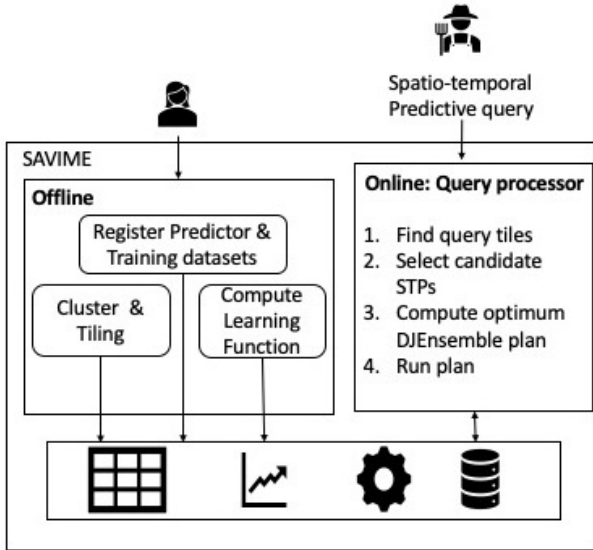 Spatio-temporal
Predictive query
SAVIME
Offline
Register Predictor &
Training datasets
Cluster &
Tiling
Compute
Learning
Function
Online: Query processor
1. Find query tiles
2. Select candidate
STPs
3. Compute optimum
DJEnsemble plan
4. Run plan